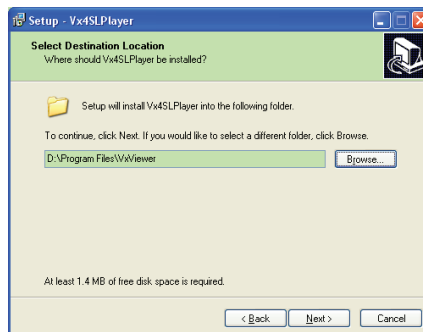 Setup - Vx4SLPlayer
Select Destination Location
Where should Vx4SLPlayer be installed?
Setup will install Vx4SLPlayer into the following folder.
To continue, click Next. If you would like to select a different folder, click Browse.
D:\Program Files\VxViewer
Browse...
At least 1.4 MB of free disk space is required.
< Back
Next >
Cancel